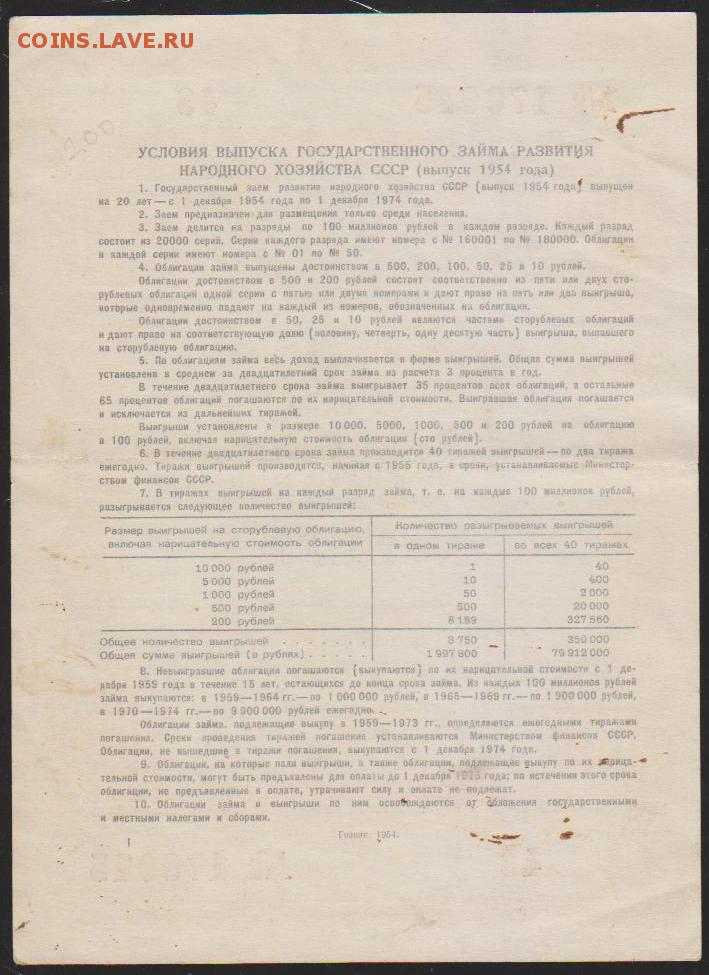 COINS.LAVE.RU
200
УСЛОВИЯ ВЫПУСКА ГОСУДАРСТВЕННОГО ЗАЙМА РАЗВИТИЯ
НАРОДНОГО ХОЗЯЙСТВА СССР (выпуск 1954 года)
1. Государственный заем развития народного хозяйства СССР (выпуск 1954 года) выпущен
на 20 лет — с 1 декабря 1954 года по 1 декабря 1974 года.
2. Заем предназначен для размещения только среди населения.
3. Заем делится на разряды по 100 миллионов рублей в каждом разряде. Каждый разряд
состоит из 20000 серий. Серии каждого разряда имеют номера с № 160001 по № 180000. Облигации
в каждой серии имеют номера с № 01 по № 50.
4. Облигации займа выпущены достоинством в 500, 200, 100, 50, 25 и 10 рублей.
Облигации достоинством в 500 и 200 рублей состоят соответственно из пяти или двух сто-
рублевых облигаций одной серии с пятью или двумя номерами и дают право на пять или два выигрыша,
которые одновременно падают на каждый из номеров, обозначенных на облигации.
Облигации достоинством в 50, 25 и 10 рублей являются частями сторублевых облигаций
и дают право на соответствующую долю (половину, четверть, одну десятую часть) выигрыша, выпавшего
на сторублевую облигацию.
5. По облигациям займа весь доход выплачивается в форме выигрышей. Общая сумма выигрышей
установлена в среднем за двадцатилетний срок займа из расчета 3 процента в год.
В течение двадцатилетнего срока займа выигрывает 35 процентов всех облигаций, а остальные
65 процентов облигаций погашаются по их нарицательной стоимости. Выигравшая облигация погашается
и исключается из дальнейших тиражей.
Выигрыши установлены в размере 10 000, 5000, 1000, 500 и 200 рублей на облигацию
в 100 рублей, включая нарицательную стоимость облигации (сто рублей).
6. В течение двадцатилетнего срока займа производится 40 тиражей выигрышей — по два тиража
ежегодно. Тиражи выигрышей производятся, начиная с 1955 года, в сроки, устанавливаемые Министер-
ством финансов СССР.
7. В тиражах выигрышей на каждый разряд займа, т. е. на каждые 100 миллионов рублей,
разыгрывается следующее количество выигрышей:
Размер выигрышей на сторублевую облигацию,
включая нарицательную стоимость облигации
Количество разыгрываемых выигрышей
в одном тираже во всех 40 тиражах
10 000 рублей 1 40
5 000 рублей 10 400
1 000 рублей 50 2 000
500 рублей 500 20 000
200 рублей 8 189 327 560
Общее количество выигрышей . . . . . . . . 8 750 350 000
Общая сумма выигрышей (в рублях) . . . . . 1 997 800 79 912 000
8. Невыигравшие облигации погашаются (выкупаются) по их нарицательной стоимости с 1 де-
кабря 1959 года в течение 15 лет, остающихся до конца срока займа. Из каждых 100 миллионов рублей
займа выкупаются: в 1959—1964 гг. — по 1 000 000 рублей, в 1965—1969 гг. — по 1 900 000 рублей,
в 1970—1974 гг. — по 9 900 000 рублей ежегодно.
Облигации займа, подлежащие выкупу в 1959—1973 гг., определяются ежегодными тиражами
погашения. Сроки проведения тиражей погашения устанавливаются Министерством финансов СССР.
Облигации, не вышедшие в тиражи погашения, выкупаются с 1 декабря 1974 года.
9. Облигации, на которые пали выигрыши, а также облигации, подлежащие выкупу по их нарица-
тельной стоимости, могут быть предъявлены для оплаты до 1 декабря 1975 года; по истечении этого срока
облигации, не предъявленные к оплате, утрачивают силу и оплате не подлежат.
10. Облигации займа и выигрыши по ним освобождаются от обложения государственными
и местными налогами и сборами.
Гознак. 1954.